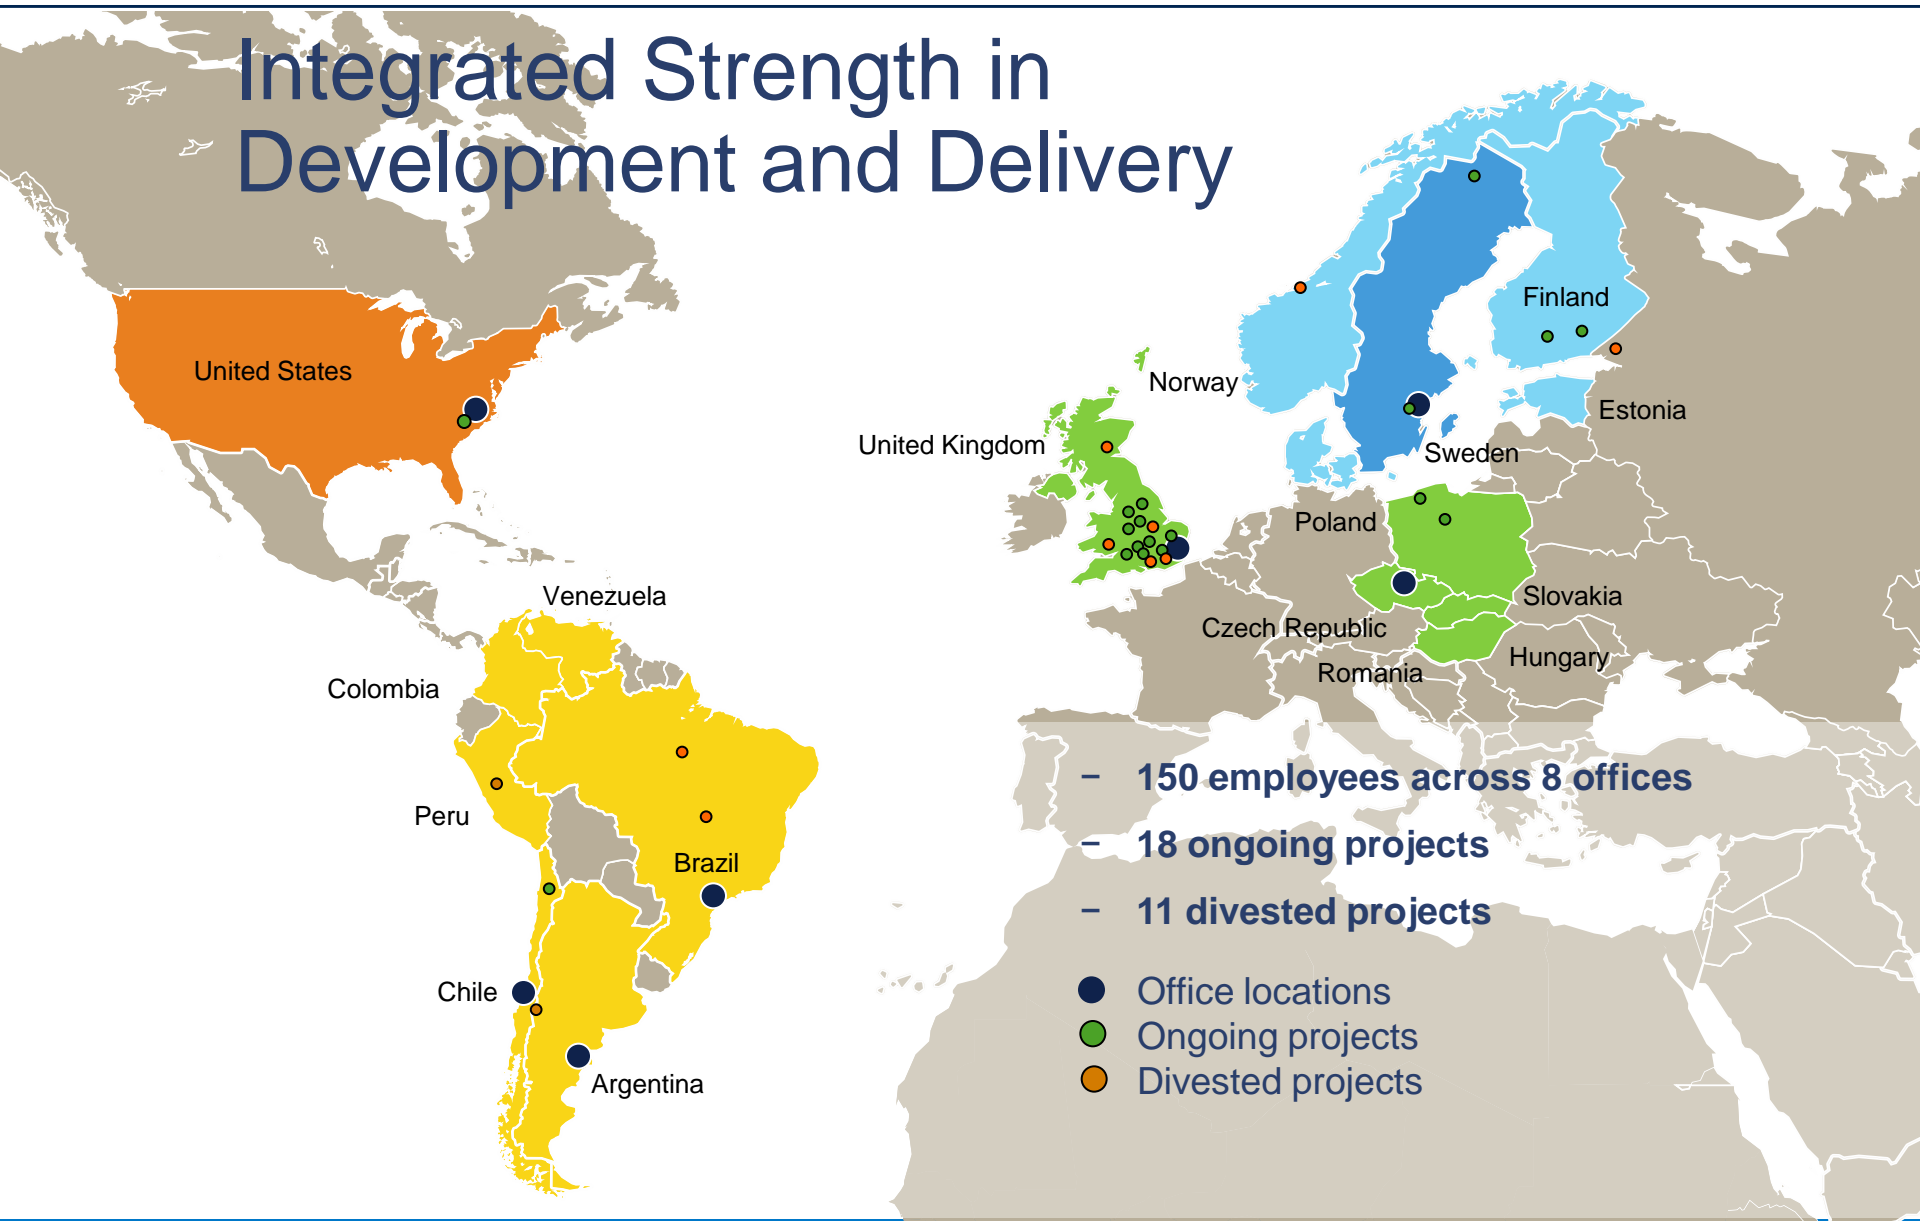 Integrated Strength in
Development and Delivery
Finland
United States
Norway
Estonia
United Kingdom
Sweden
Poland
Venezuela
Slovakia
Czech Republic
Hungary
Romania
Colombia
– 150 employees across 8 offices
Peru
– 18 ongoing projects
Brazil
– 11 divested projects
Chile
Office locations
Ongoing projects
Argentina
Divested projects